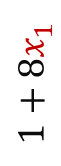 1 + 8x₁